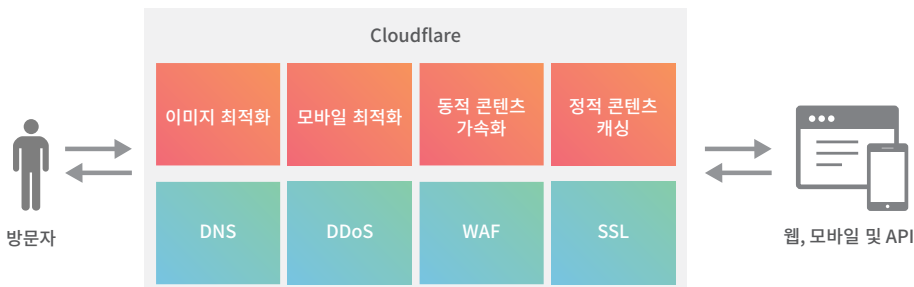 Cloudflare
이미지 최적화
모바일 최적화
동적 콘텐츠
가속화
정적 콘텐츠
캐싱
DNS
DDoS
WAF
SSL
방문자
웹, 모바일 및 API